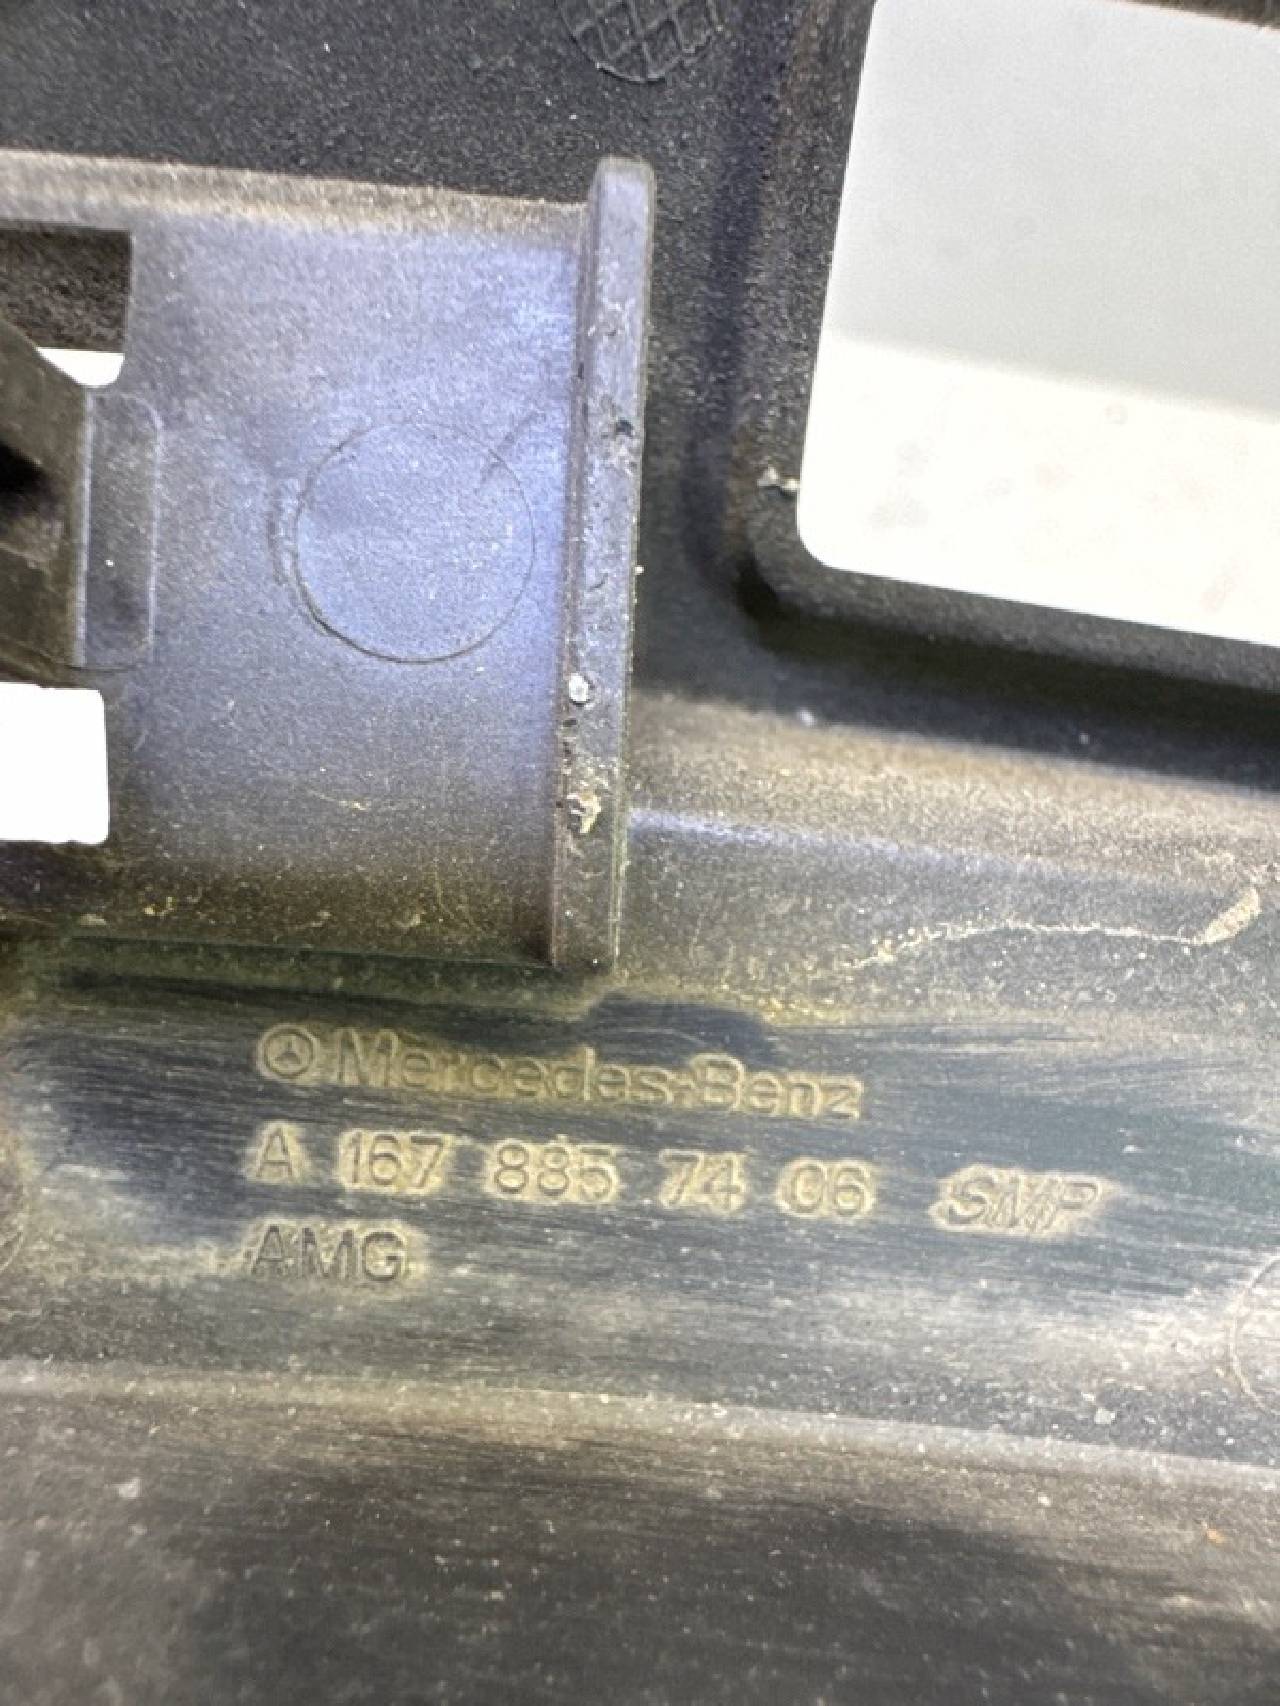 Mercedes-Benz
A 167 885 74 06 SMP
AMG